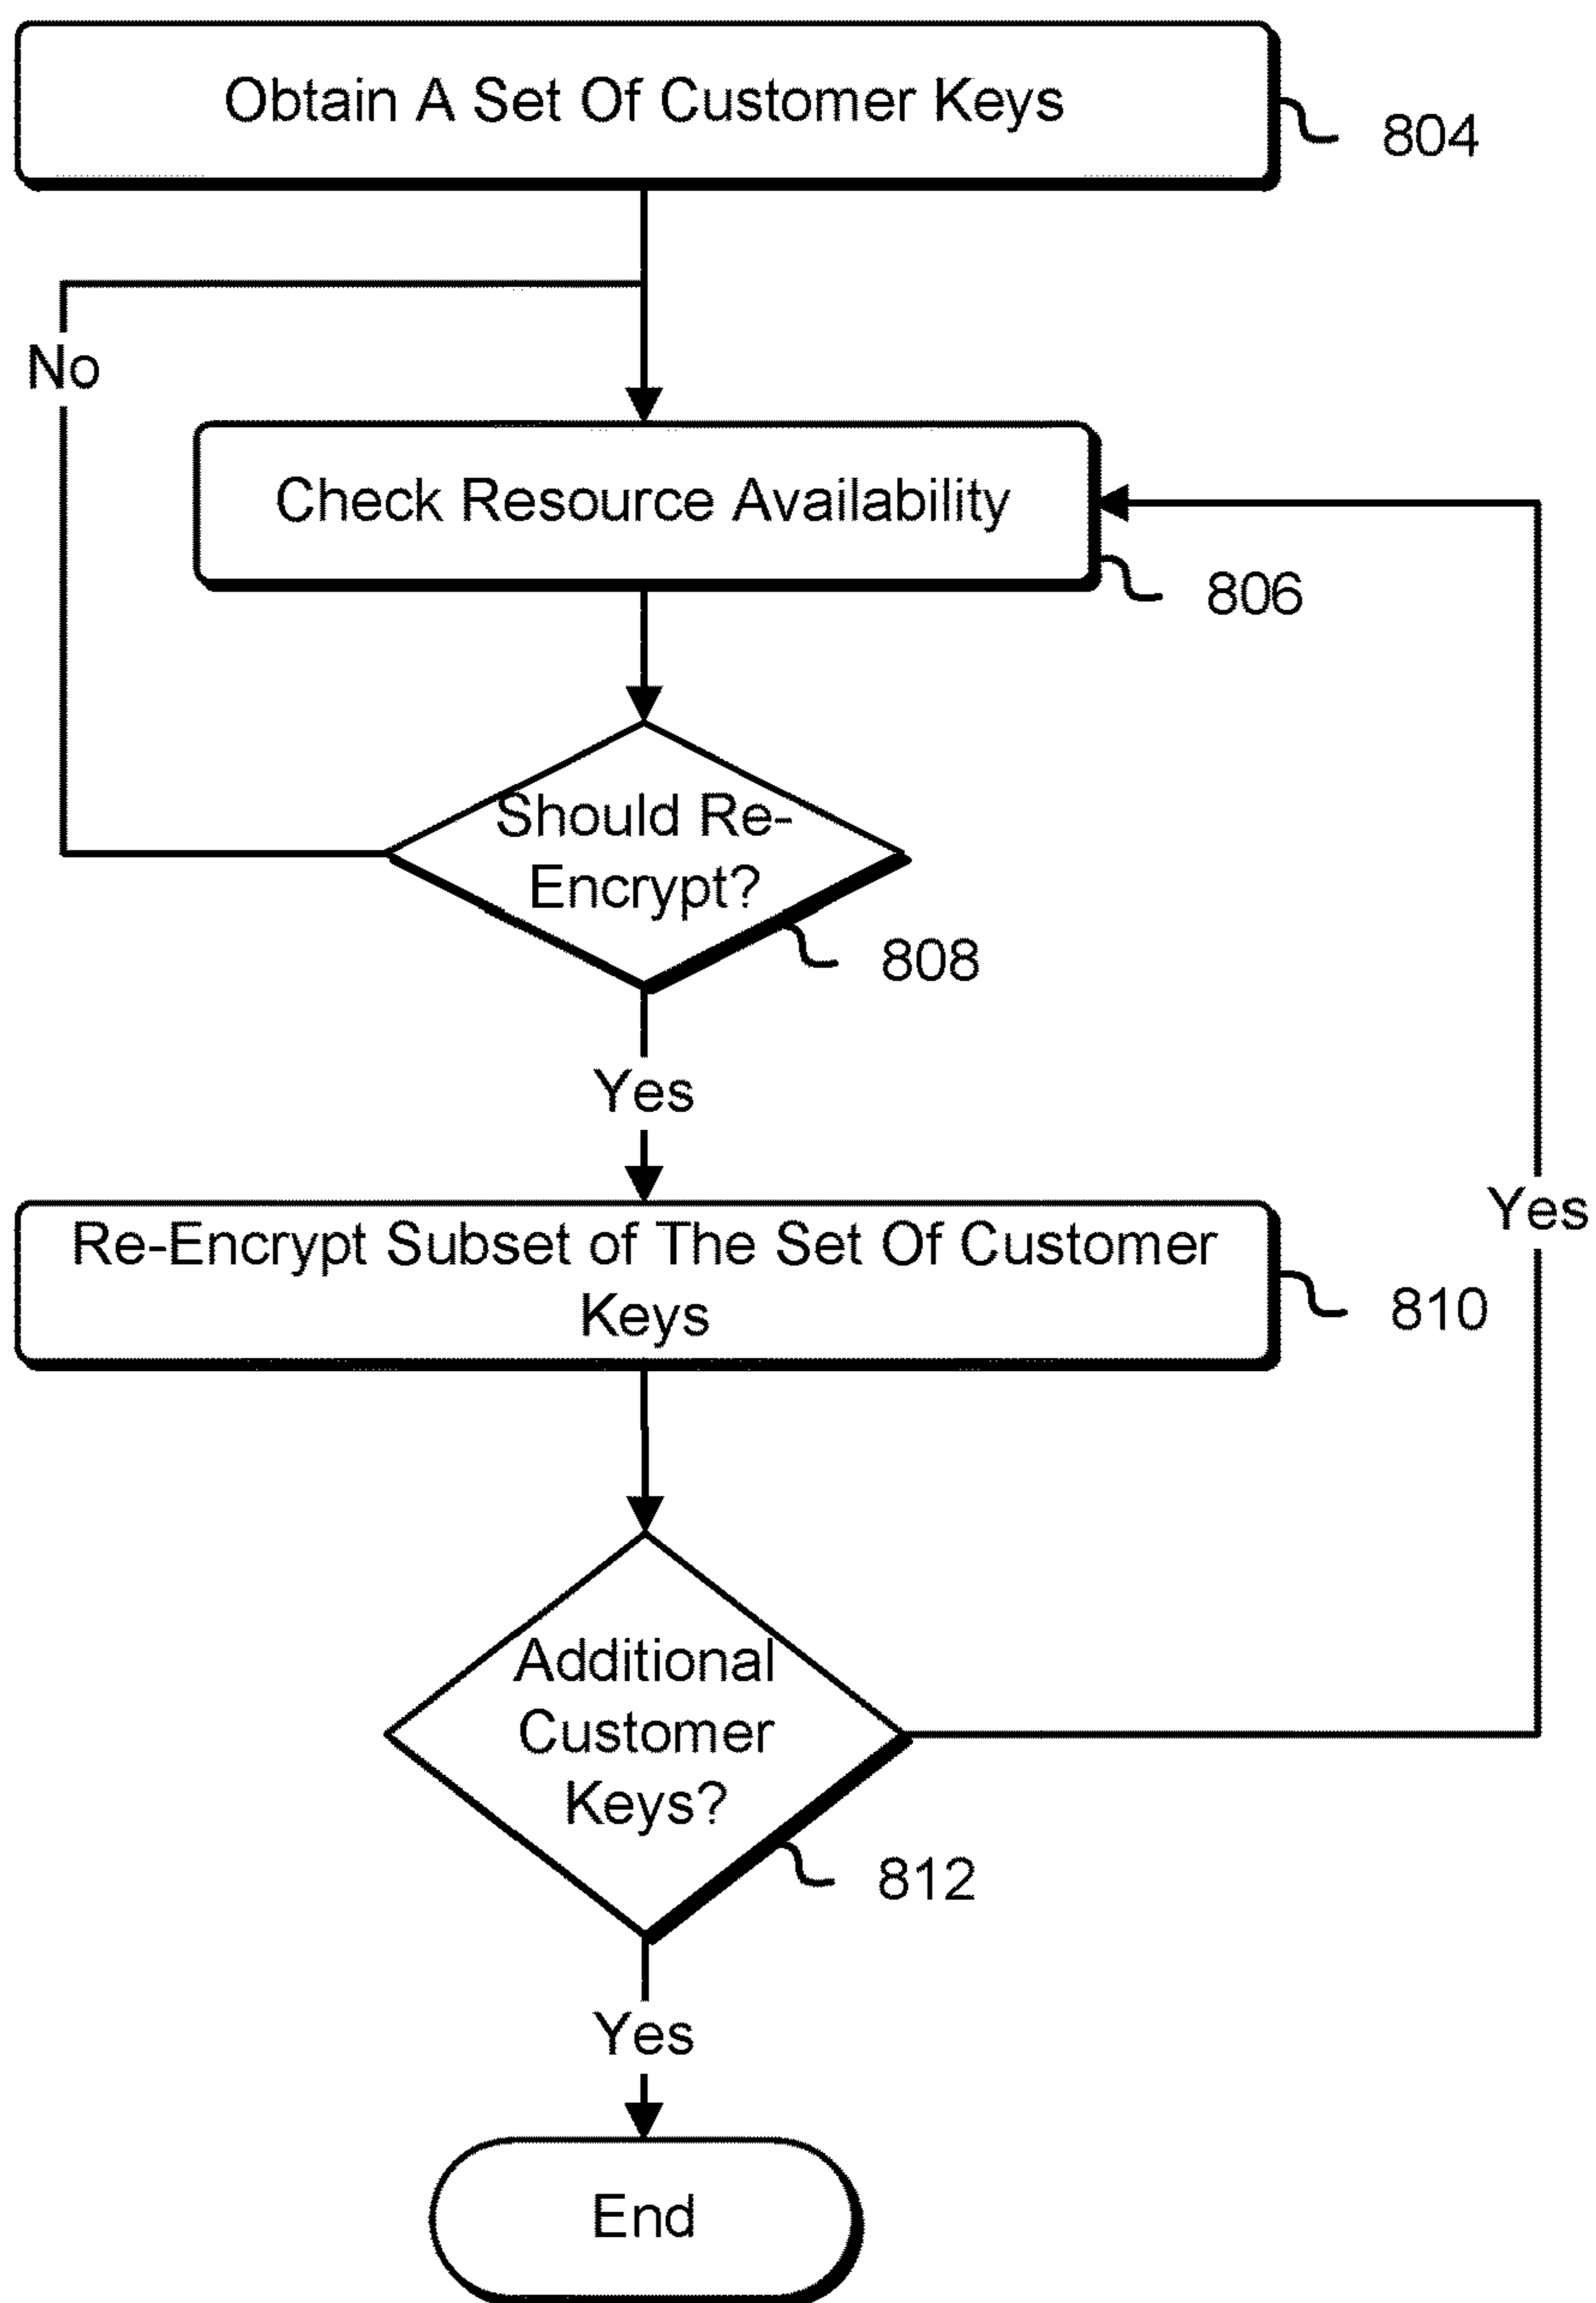 Obtain A Set Of Customer Keys
804
No
Check Resource Availability
806
Should Re-
Encrypt?
808
Yes
Re-Encrypt Subset of The Set Of Customer
Keys
810
Yes
Additional
Customer
Keys?
812
Yes
End